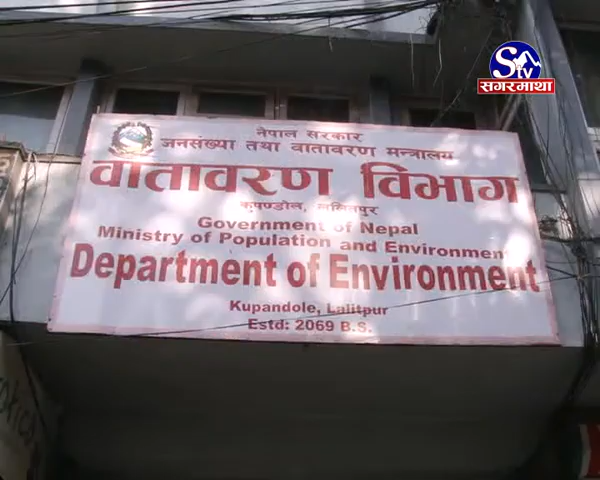 STV
सगरमाथा
नेपाल सरकार
जनसंख्या तथा वातावरण मन्त्रालय
वातावरण विभाग
कुपण्डोल, ललितपुर
Government of Nepal
Ministry of Population and Environment
Department of Environment
Kupandole, Lalitpur
Estd: 2069 B.S.